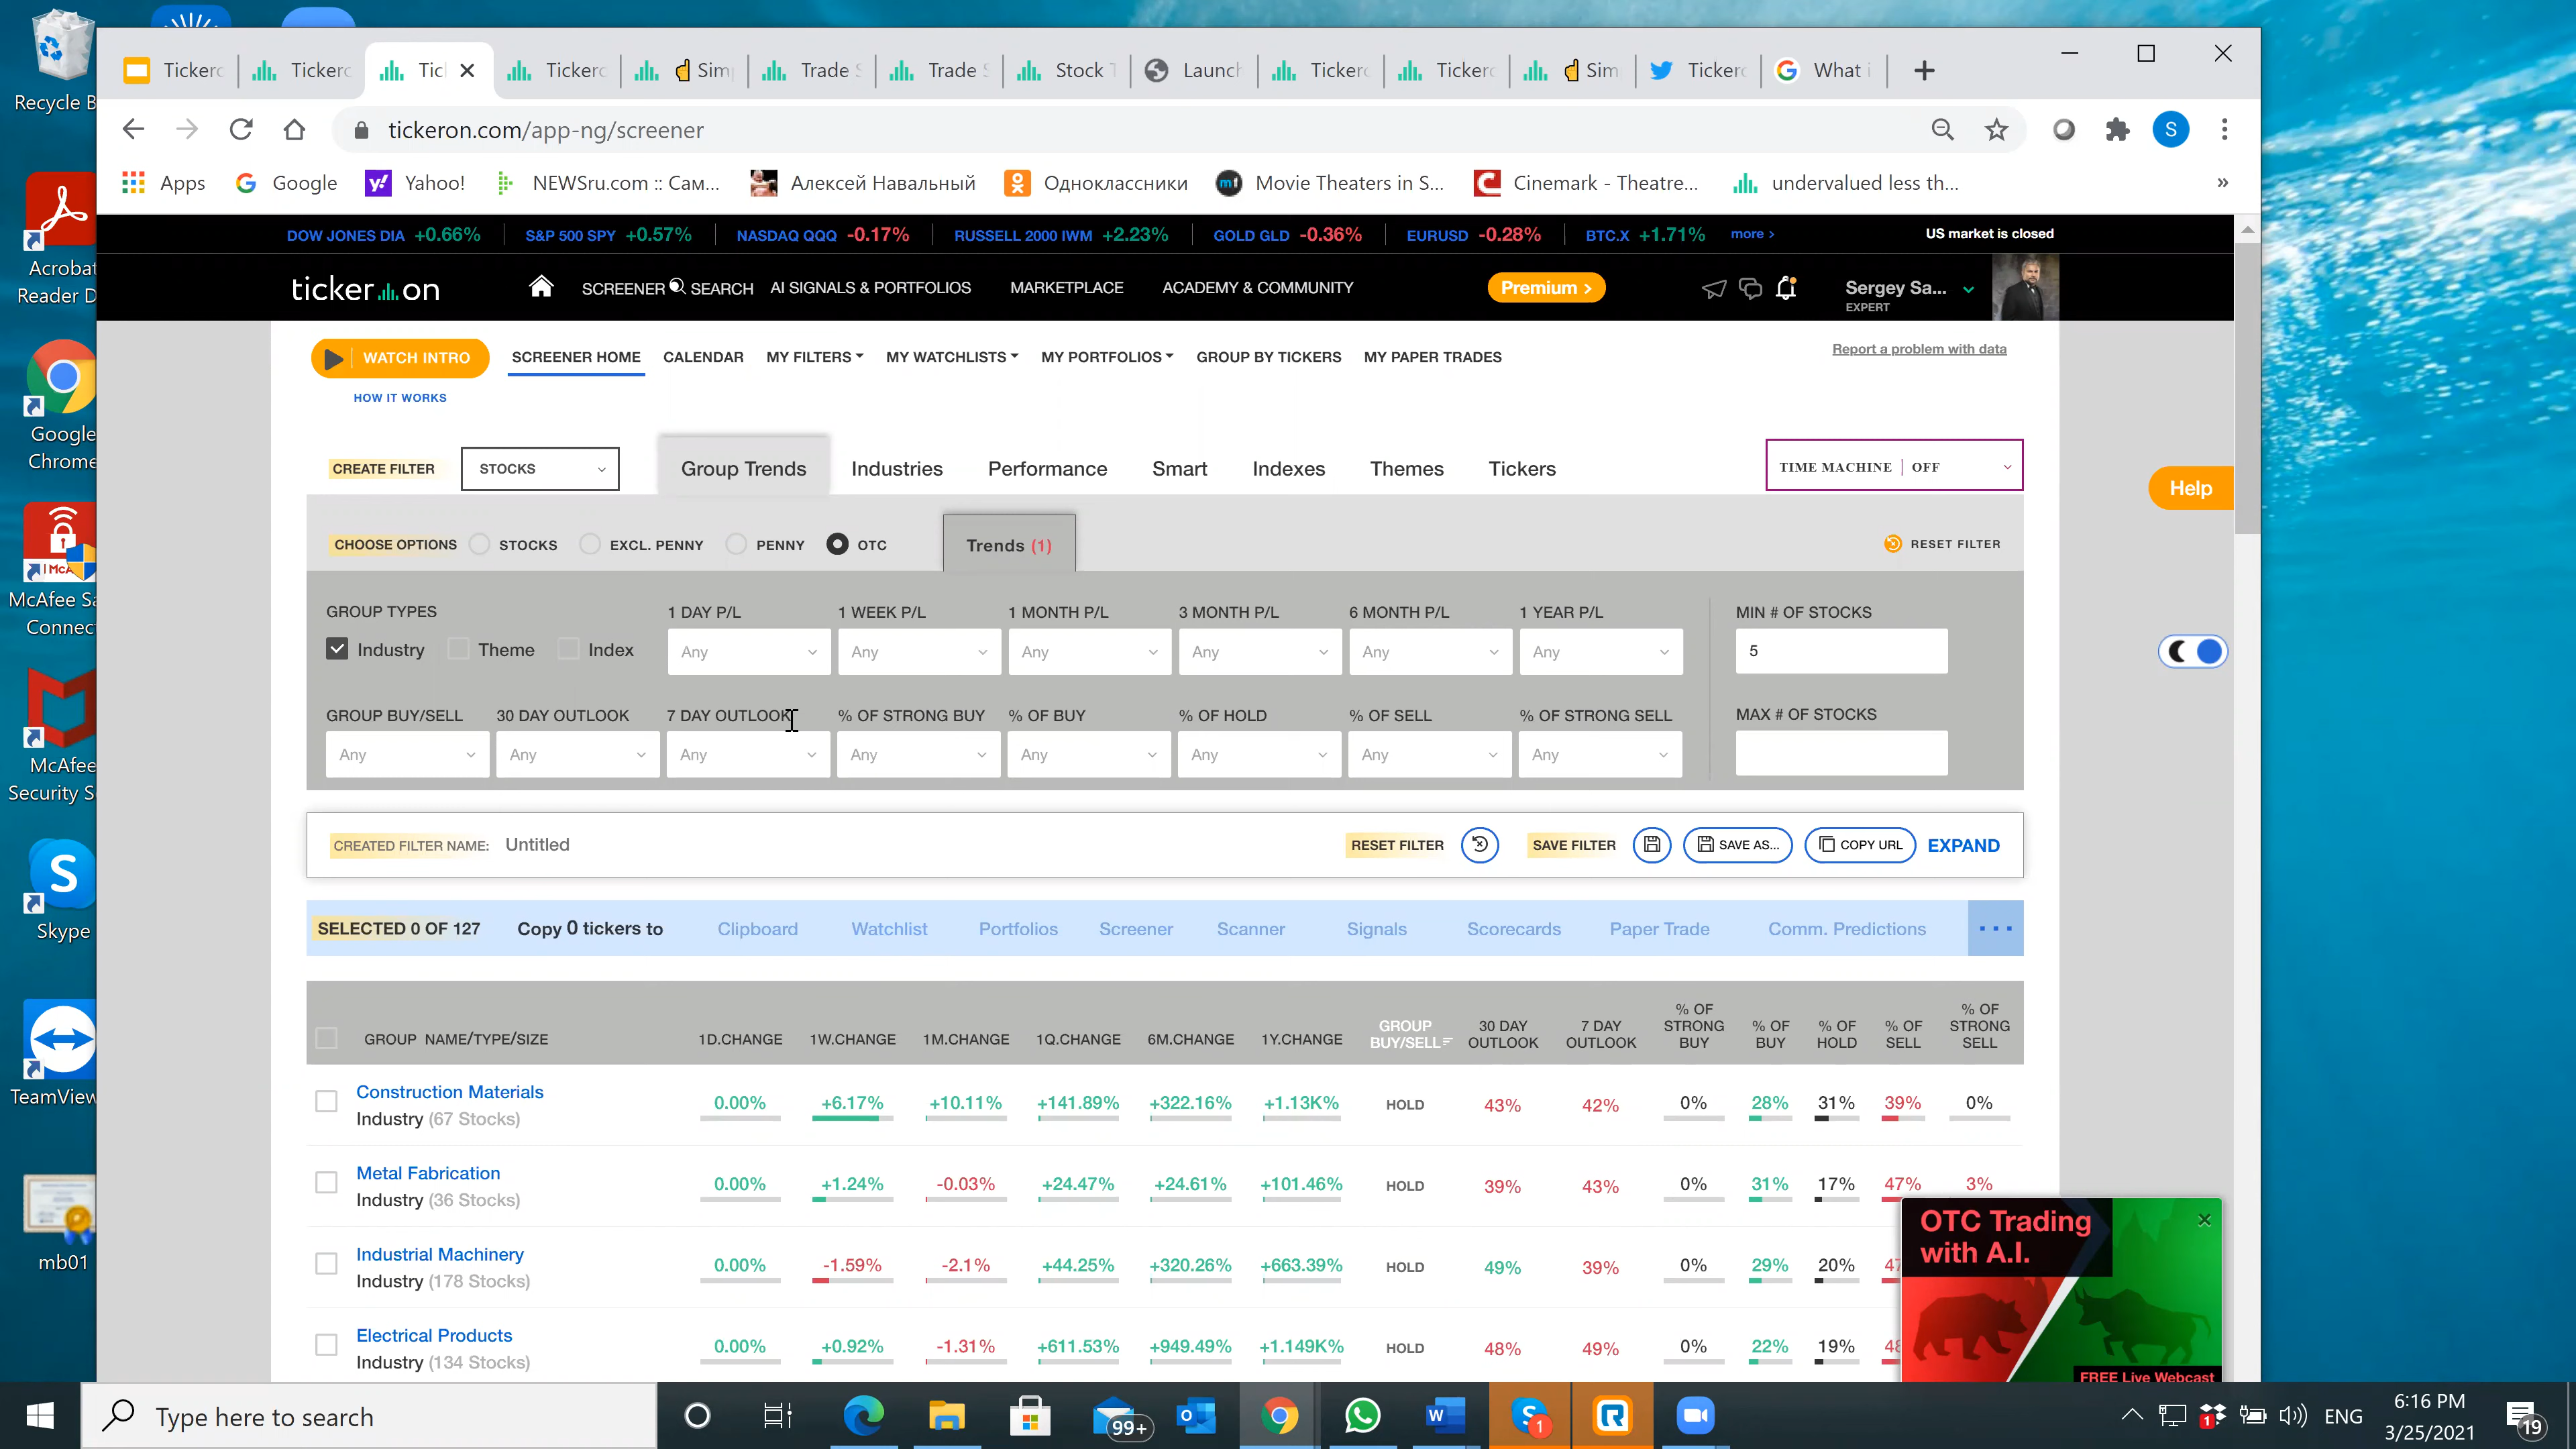 Recycle B
Acrobat
Reader D
Google
Chrome
McAfee Sa
Connect
McAfee
Security S
Skype
TeamView
mb01
Tickerc
Tickerc
Tic
Tickerc
Sim
Trade S
Trade S
Stock T
Launch
Tickerc
Tickerc
Sim
Tickerc
What i
tickeron.com/app-ng/screener
S
Apps
Google
Yahoo!
NEWSru.com :: Сам...
Алексей Навальный
Одноклассники
Movie Theaters in S...
Cinemark - Theatre...
undervalued less th...
»
DOW JONES DIA +0.66%
S&P 500 SPY +0.57%
NASDAQ QQQ -0.17%
RUSSELL 2000 IWM +2.23%
GOLD GLD -0.36%
EURUSD -0.28%
BTC.X +1.71%
more >
US market is closed
tickeron
SCREENER SEARCH
AI SIGNALS & PORTFOLIOS
MARKETPLACE
ACADEMY & COMMUNITY
Premium >
Sergey Sa...
EXPERT
WATCH INTRO
HOW IT WORKS
SCREENER HOME
CALENDAR
MY FILTERS
MY WATCHLISTS
MY PORTFOLIOS
GROUP BY TICKERS
MY PAPER TRADES
Report a problem with data
CREATE FILTER
STOCKS
Group Trends
Industries
Performance
Smart
Indexes
Themes
Tickers
TIME MACHINE | OFF
Help
CHOOSE OPTIONS
STOCKS
EXCL. PENNY
PENNY
OTC
Trends (1)
RESET FILTER
GROUP TYPES
Industry
Theme
Index
1 DAY P/L
1 WEEK P/L
1 MONTH P/L
3 MONTH P/L
6 MONTH P/L
1 YEAR P/L
MIN # OF STOCKS
Any
Any
Any
Any
Any
Any
5
GROUP BUY/SELL
30 DAY OUTLOOK
7 DAY OUTLOOK
% OF STRONG BUY
% OF BUY
% OF HOLD
% OF SELL
% OF STRONG SELL
MAX # OF STOCKS
Any
Any
Any
Any
Any
Any
Any
Any
CREATED FILTER NAME: Untitled
RESET FILTER
SAVE FILTER
SAVE AS...
COPY URL
EXPAND
SELECTED 0 OF 127
Copy 0 tickers to
Clipboard
Watchlist
Portfolios
Screener
Scanner
Signals
Scorecards
Paper Trade
Comm. Predictions
...
GROUP NAME/TYPE/SIZE
1D.CHANGE
1W.CHANGE
1M.CHANGE
1Q.CHANGE
6M.CHANGE
1Y.CHANGE
GROUP
BUY/SELL
30 DAY
OUTLOOK
7 DAY
OUTLOOK
% OF
STRONG
BUY
% OF
BUY
% OF
HOLD
% OF
SELL
% OF
STRONG
SELL
Construction Materials
Industry (67 Stocks)
0.00% +6.17% +10.11% +141.89% +322.16% +1.13K% HOLD 43% 42% 0% 28% 31% 39% 0%
Metal Fabrication
Industry (36 Stocks)
0.00% +1.24% -0.03% +24.47% +24.61% +101.46% HOLD 39% 43% 0% 31% 17% 47% 3%
Industrial Machinery
Industry (178 Stocks)
0.00% -1.59% -2.1% +44.25% +320.26% +663.39% HOLD 49% 39% 0% 29% 20% 47
Electrical Products
Industry (134 Stocks)
0.00% +0.92% -1.31% +611.53% +949.49% +1.149K% HOLD 48% 49% 0% 22% 19% 48
OTC Trading
with A.I.
FREE Live Webcast
Type here to search
99+
1
1
ENG
6:16 PM
3/25/2021
19